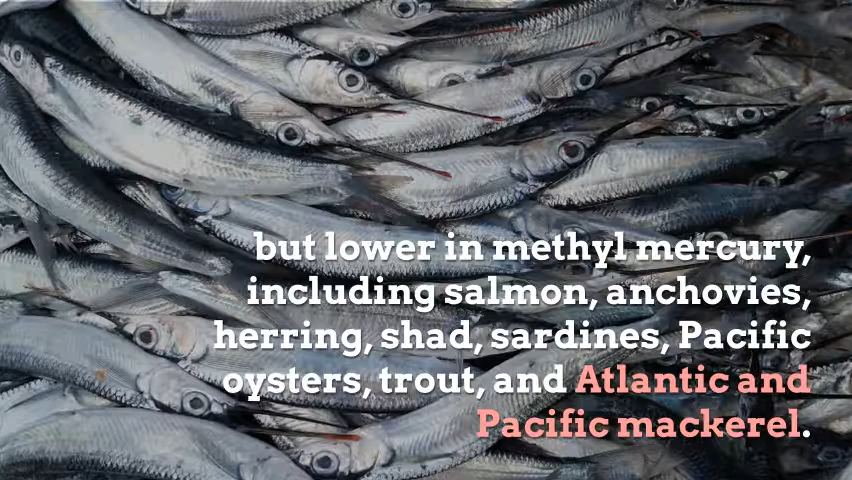 but lower in methyl mercury,
including salmon, anchovies,
herring, shad, sardines, Pacific
oysters, trout, and Atlantic and
Pacific mackerel.